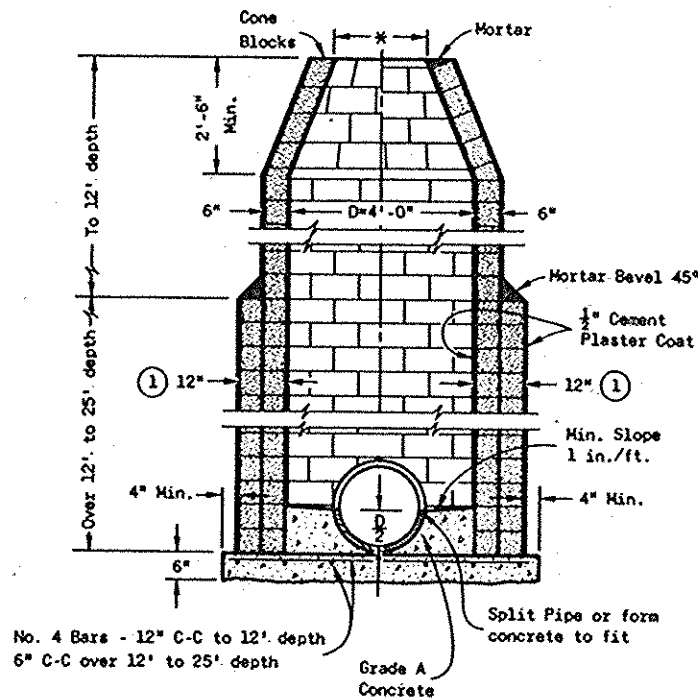 Cone
Blocks
*
Mortar
2'-6"
Min.
To 12' depth
6"
D=4'-0"
6"
Mortar Bevel 45°
1/2" Cement
Plaster Coat
1 12"
12" 1
Over 12' to 25' depth
Min. Slope
1 in./ft.
4" Min.
4" Min.
D
2
6"
Split Pipe or form
concrete to fit
No. 4 Bars - 12" C-C to 12' depth
6" C-C over 12' to 25' depth
Grade A
Concrete